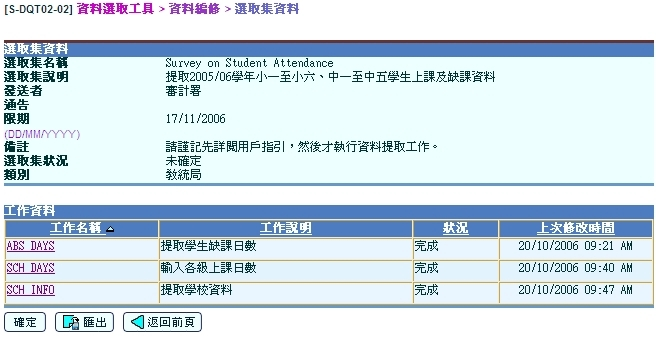 [S-DQT02-02] 資料選取工具 > 資料編修 > 選取集資料
選取集資料
選取集名稱 Survey on Student Attendance
選取集說明 提取2005/06學年小一至小六、中一至中五學生上課及缺課資料
發送者 審計署
通告
限期 17/11/2006
(DD/MM/YYYY)
備註 請謹記先詳閱用戶指引，然後才執行資料提取工作。
選取集狀況 未確定
類別 教統局
工作資料
工作名稱 工作說明 狀況 上次修改時間
ABS_DAYS 提取學生缺課日數 完成 20/10/2006 09:21 AM
SCH_DAYS 輸入各級上課日數 完成 20/10/2006 09:40 AM
SCH_INFO 提取學校資料 完成 20/10/2006 09:47 AM
確定 匯出 返回前頁